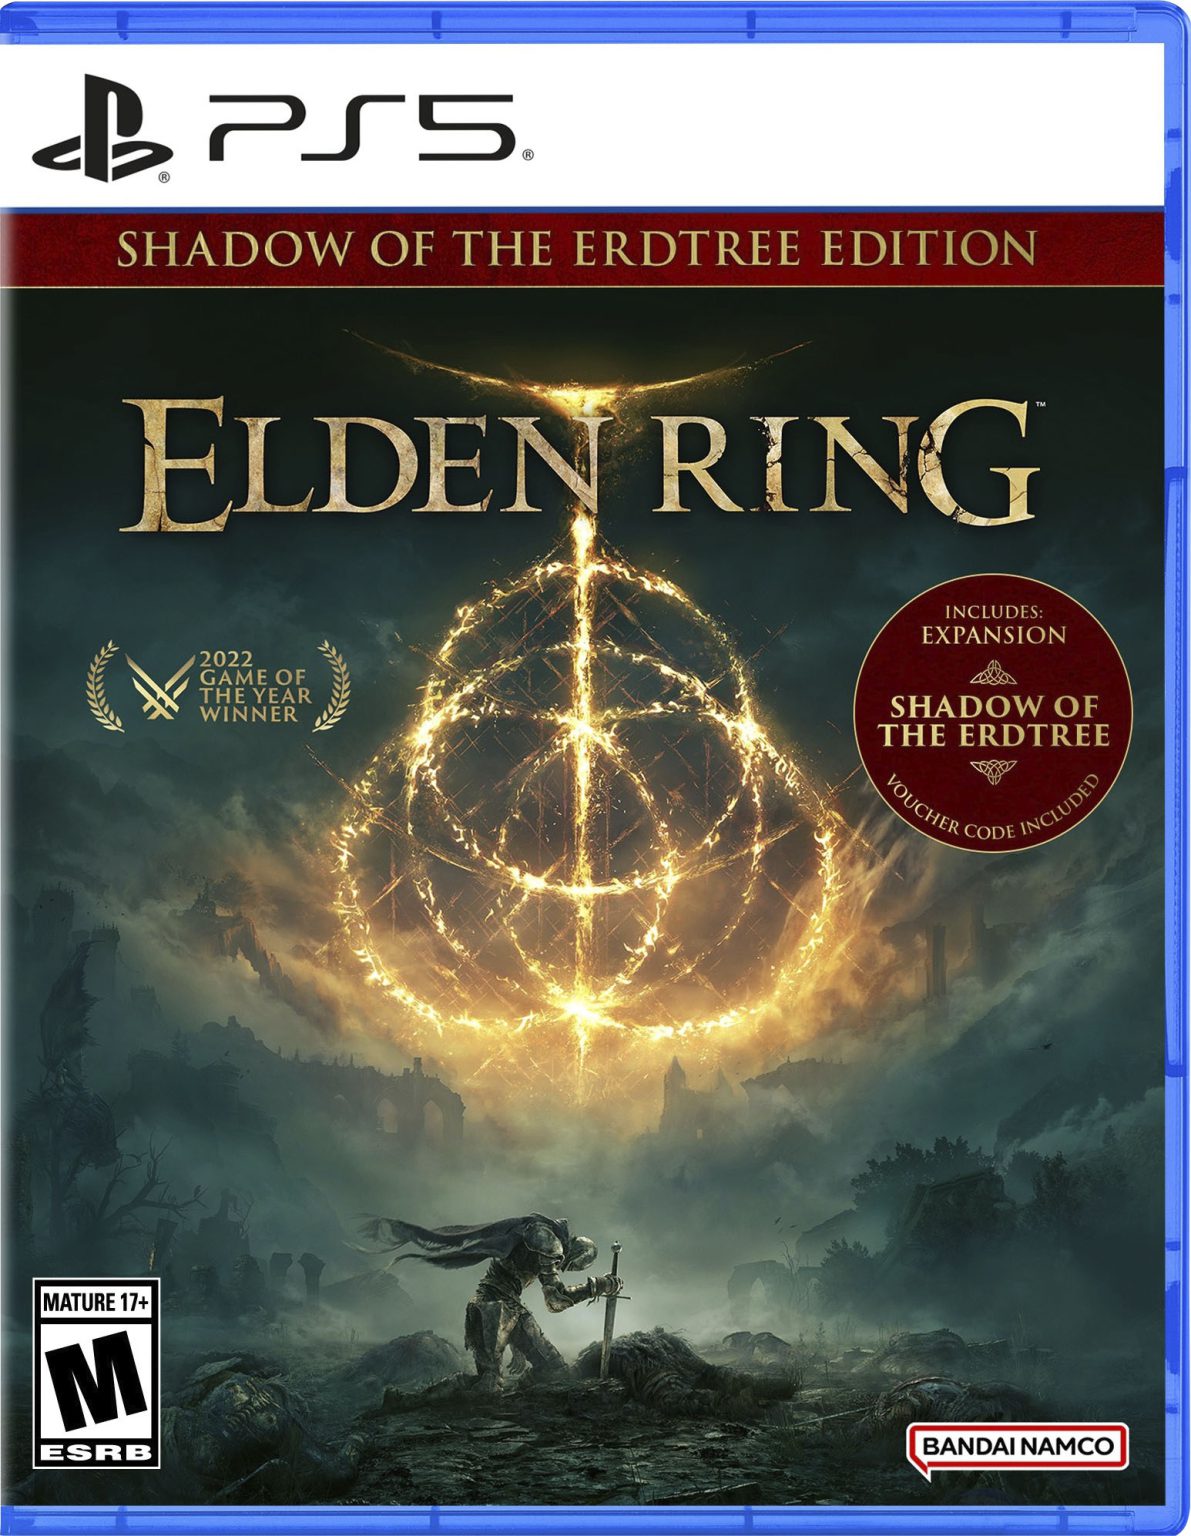 PS5®
SHADOW OF THE ERDTREE EDITION
ELDEN RING™
2022
GAME OF
THE YEAR
WINNER
INCLUDES:
EXPANSION
SHADOW OF
THE ERDTREE
VOUCHER CODE INCLUDED
MATURE 17+
M
ESRB
BANDAI NAMCO